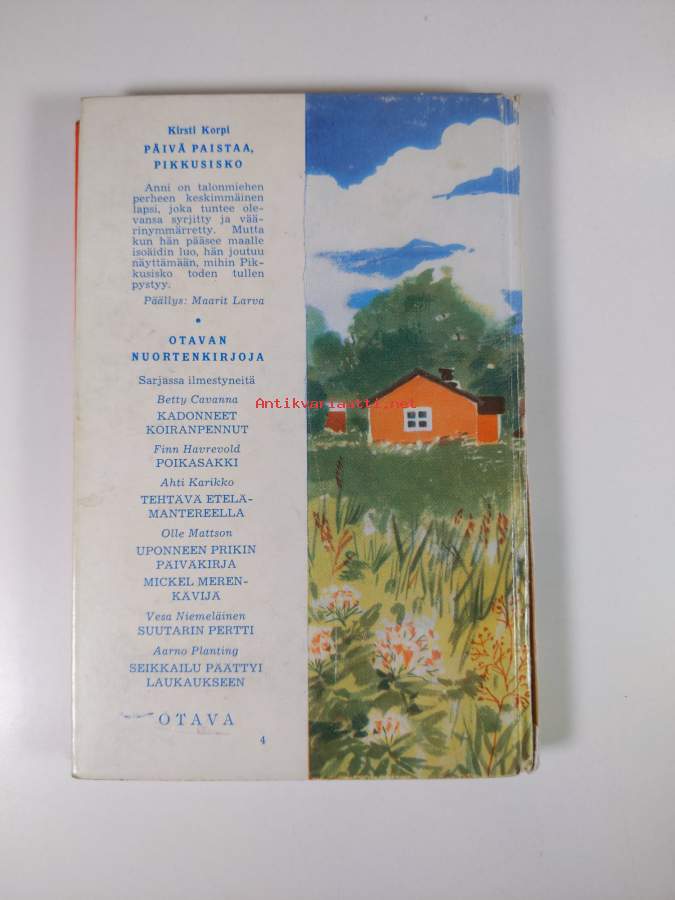 Kirsti Korpi
PÄIVÄ PAISTAA,
PIKKUSISKO
Anni on talonmiehen
perheen keskimmäinen
lapsi, joka tuntee ole-
vansa syrjitty ja vää-
rinymmärretty. Mutta
kun hän pääsee maalle
isoäidin luo, hän joutuu
näyttämään, mihin Pik-
kusisko toden tullen
pystyy.
Päällys: Maarit Larva
•
OTAVAN
NUORTENKIRJOJA
Sarjassa ilmestyneitä
Betty Cavanna
KADONNEET
KOIRANPENNUT
Finn Havrevold
POIKASAKKI
Ahti Karikko
TEHTÄVÄ ETELÄ-
MANTEREELLA
Olle Mattson
UPONNEEN PRIKIN
PÄIVÄKIRJA
MICKEL MEREN-
KÄVIJÄ
Vesa Niemeläinen
SUUTARIN PERTTI
Aarno Planting
SEIKKAILU PÄÄTTYI
LAUKAUKSEEN
OTAVA
4
Antikvariaatti.net